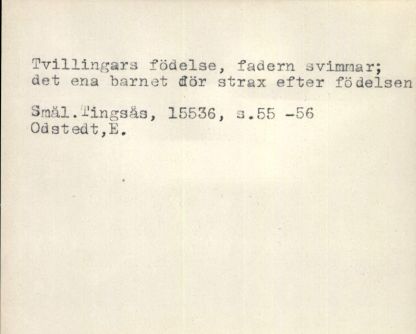 Tvillingars födelse, fadern svimmar;
det ena barnet dör strax efter födelsen
Smål.Tingsås, 15536, s.55 -56
Odstedt,E.